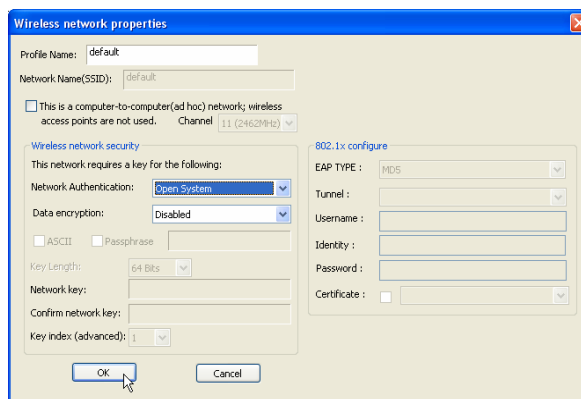 Wireless network properties
Profile Name: default
Network Name(SSID): default
This is a computer-to-computer(ad hoc) network; wireless
access points are not used. Channel 11 (2462MHz)
Wireless network security
This network requires a key for the following:
Network Authentication: Open System
Data encryption: Disabled
ASCII Passphrase
Key Length: 64 Bits
Network key:
Confirm network key:
Key index (advanced): 1
802.1x configure
EAP TYPE : MD5
Tunnel :
Username :
Identity :
Password :
Certificate :
OK Cancel